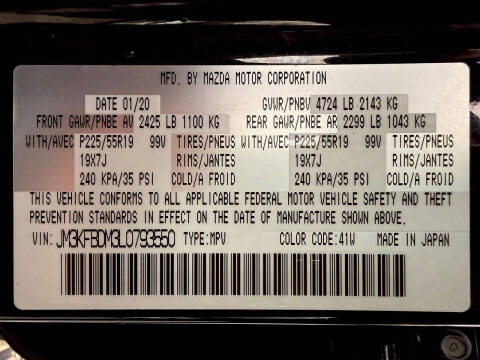 MFD. BY MAZDA MOTOR CORPORATION
DATE 01/20 GVWR/PNBV 4724 LB 2143 KG
FRONT GAWR/PNBE AV 2425 LB 1100 KG REAR GAWR/PNBE AR 2299 LB 1043 KG
WITH/AVEC P225/55R19 99V TIRES/PNEUS WITH/AVEC P225/55R19 99V TIRES/PNEUS
19X7J RIMS/JANTES 19X7J RIMS/JANTES
240 KPA/35 PSI COLD/A FROID 240 KPA/35 PSI COLD/A FROID
THIS VEHICLE CONFORMS TO ALL APPLICABLE FEDERAL MOTOR VEHICLE SAFETY AND THEFT
PREVENTION STANDARDS IN EFFECT ON THE DATE OF MANUFACTURE SHOWN ABOVE.
VIN: JM3KFBDM3L0793550 TYPE:MPV COLOR CODE:41W MADE IN JAPAN